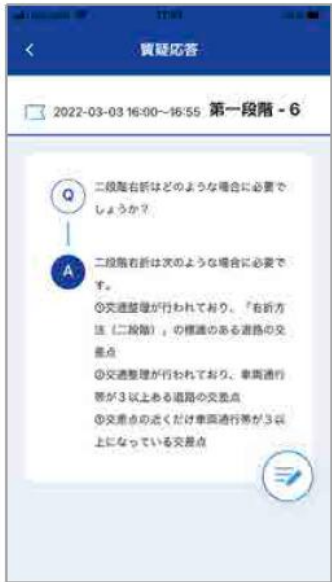 質疑応答
2022-03-03 16:00~16:55 第一段階 - 6
Q
二段階右折はどのような場合に必要で
しょうか？
A
二段階右折は次のような場合に必要で
す。
①交通整理が行われており、「右折方
法（二段階）」の標識のある道路の交
差点
②交通整理が行われており、車両通行
帯が３以上ある道路の交差点
③交差点の近くだけ車両通行帯が３以
上になっている交差点